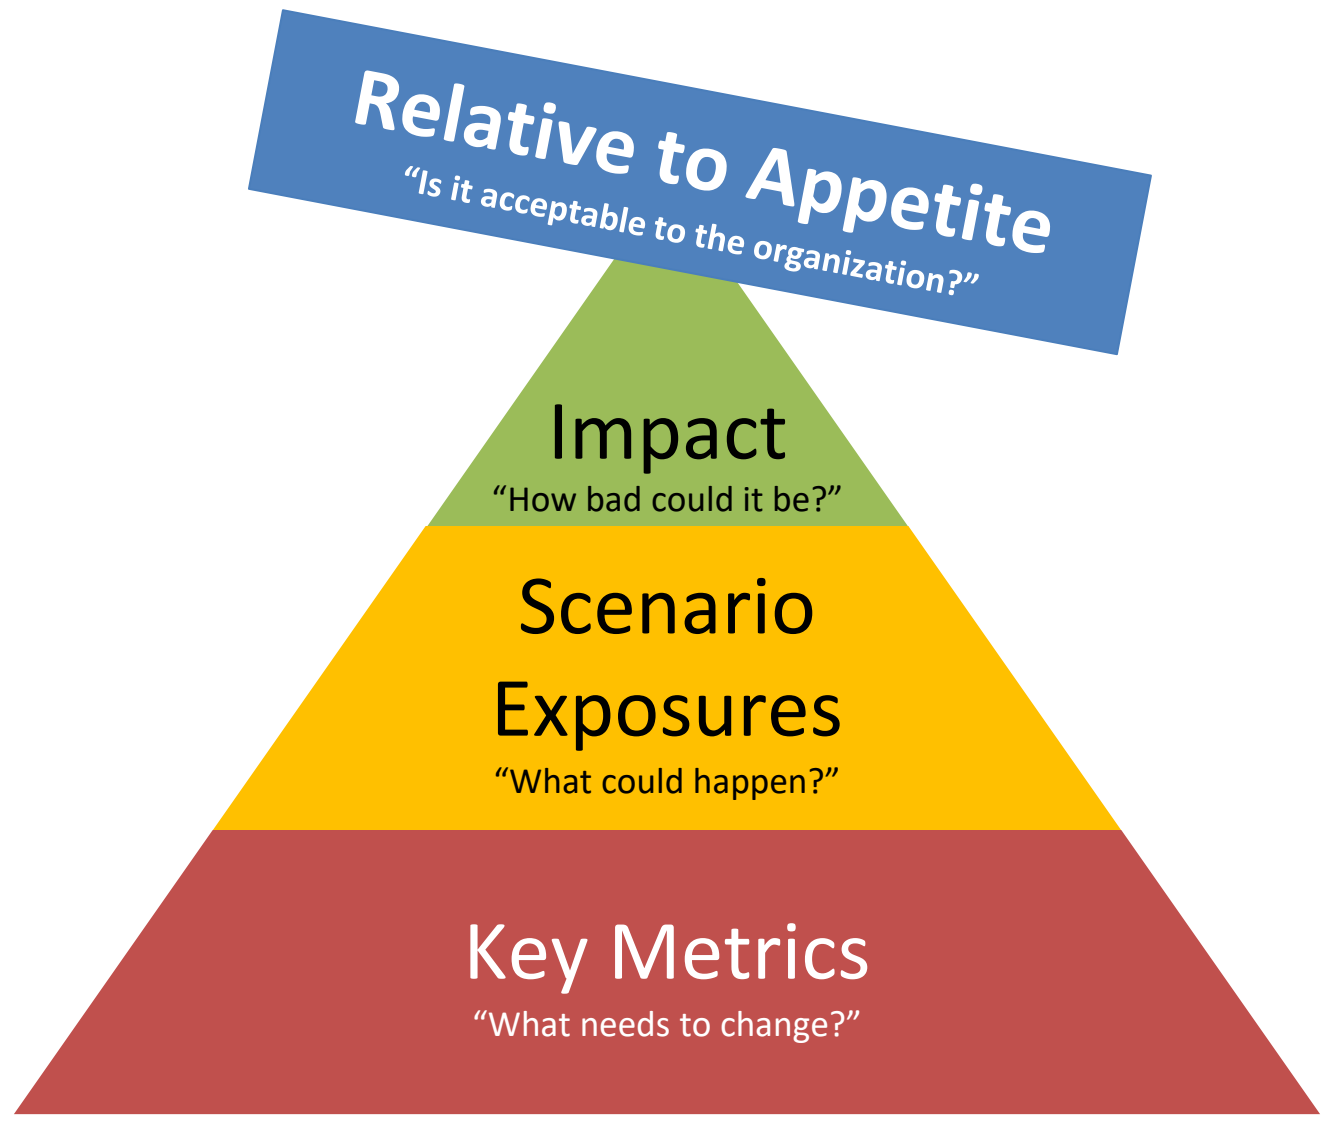 Relative to Appetite
“Is it acceptable to the organization?”
Impact
“How bad could it be?”
Scenario
Exposures
“What could happen?”
Key Metrics
“What needs to change?”